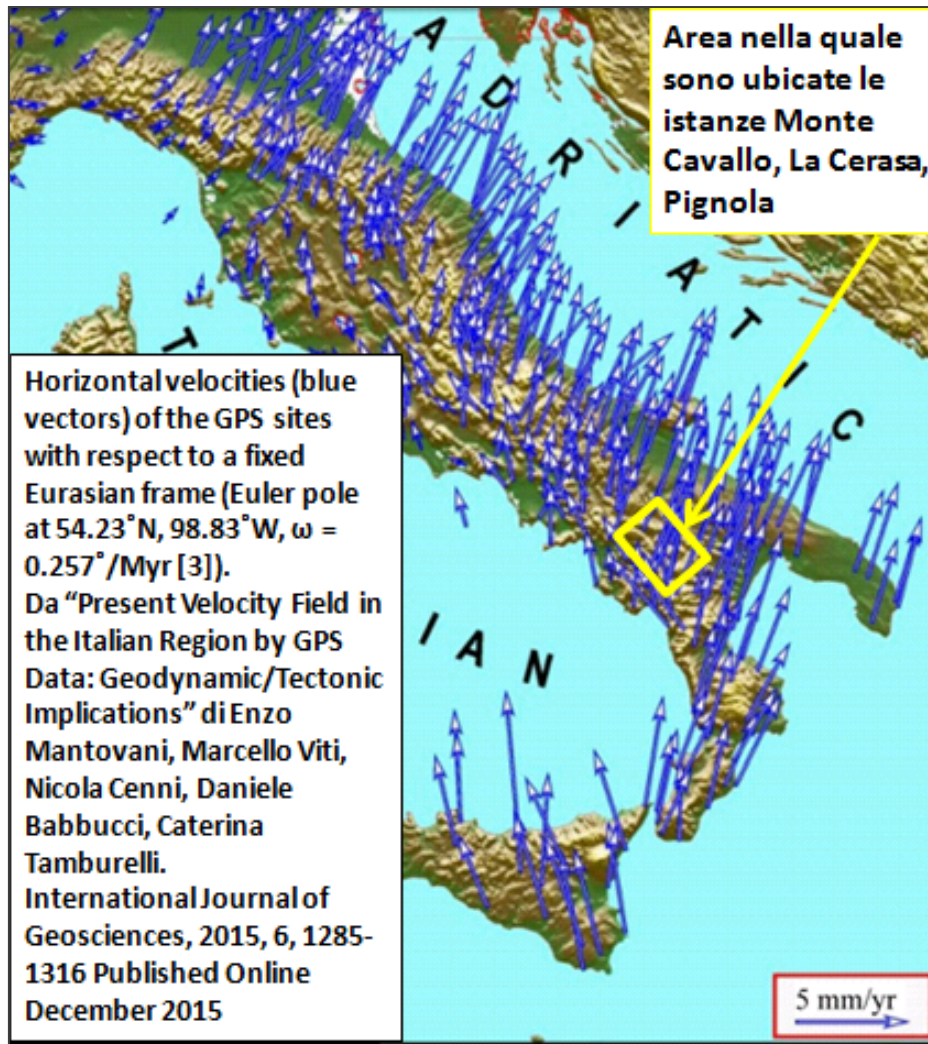 Area nella quale
sono ubicate le
istanze Monte
Cavallo, La Cerasa,
Pignola
A
D
R
I
A
T
I
C
T
Horizontal velocities (blue
vectors) of the GPS sites
with respect to a fixed
Eurasian frame (Euler pole
at 54.23˚N, 98.83˚W, ω =
0.257˚/Myr [3]).
Da “Present Velocity Field in
the Italian Region by GPS
Data: Geodynamic/Tectonic
Implications” di Enzo
Mantovani, Marcello Viti,
Nicola Cenni, Daniele
Babbucci, Caterina
Tamburelli.
International Journal of
Geosciences, 2015, 6, 1285-
1316 Published Online
December 2015
I A N
5 mm/yr